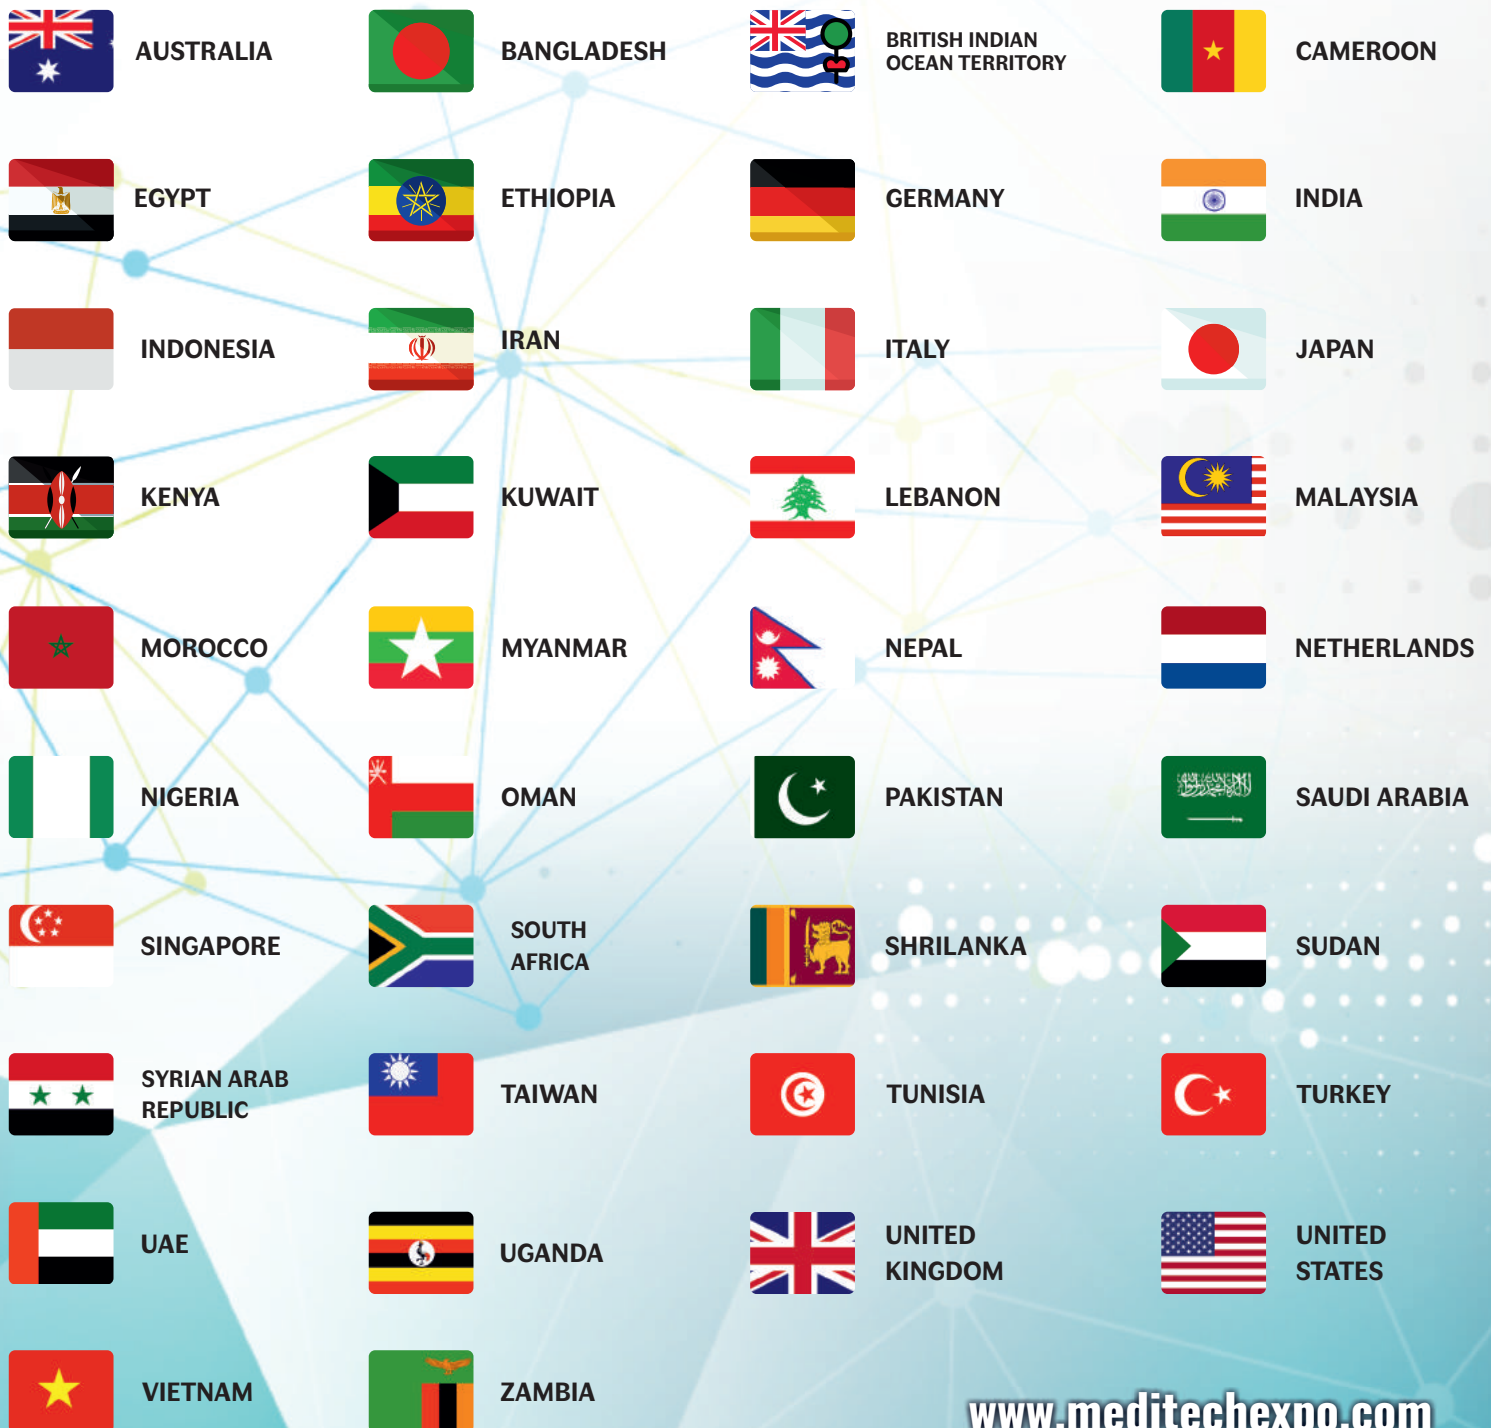 AUSTRALIA
BANGLADESH
BRITISH INDIAN
OCEAN TERRITORY
CAMEROON
EGYPT
ETHIOPIA
GERMANY
INDIA
INDONESIA
IRAN
ITALY
JAPAN
KENYA
KUWAIT
LEBANON
MALAYSIA
MOROCCO
MYANMAR
NEPAL
NETHERLANDS
NIGERIA
OMAN
PAKISTAN
SAUDI ARABIA
SINGAPORE
SOUTH
AFRICA
SHRILANKA
SUDAN
SYRIAN ARAB
REPUBLIC
TAIWAN
TUNISIA
TURKEY
UAE
UGANDA
UNITED
KINGDOM
UNITED
STATES
VIETNAM
ZAMBIA
www.meditechexpo.com